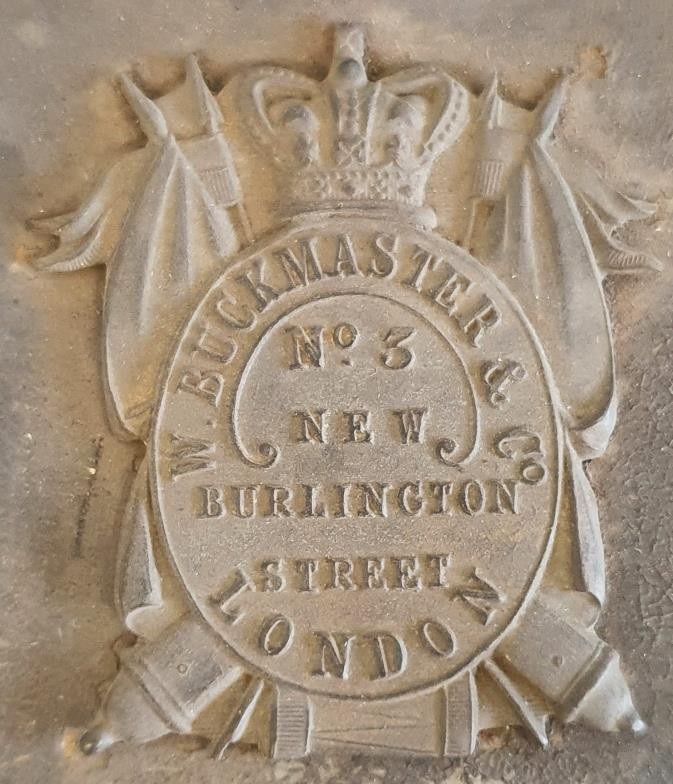 W. BUCKMASTER & Co
No 3
NEW
BURLINGTON
STREET
LONDON